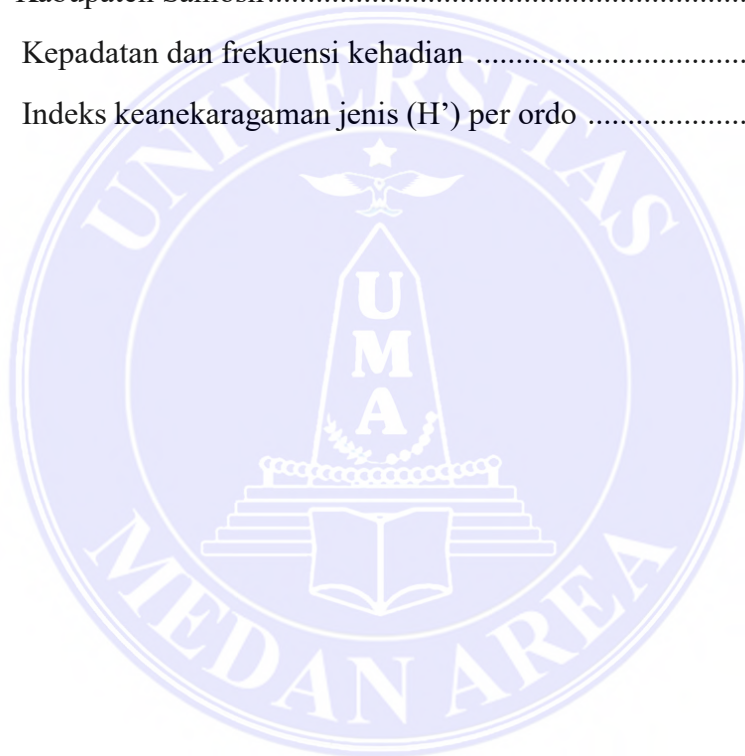 Kabupaten Samosir..............................................................
Kepadatan dan frekuensi kehadian ..................................
Indeks keanekaragaman jenis (H’) per ordo ....................
UNIVERSITAS
U
M
A
MEDAN AREA